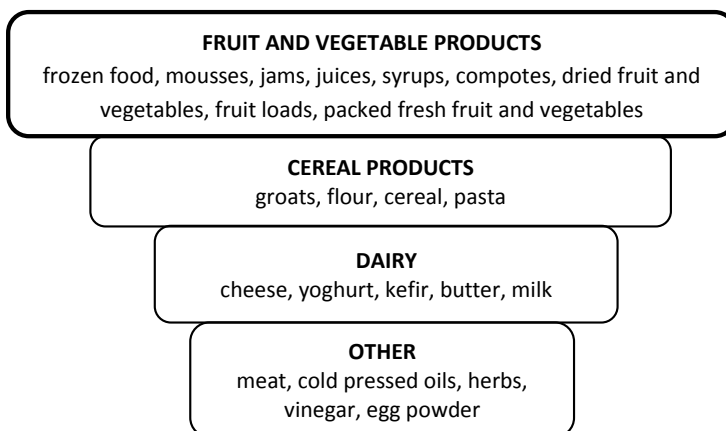 FRUIT AND VEGETABLE PRODUCTS
frozen food, mousses, jams, juices, syrups, compotes, dried fruit and
vegetables, fruit loads, packed fresh fruit and vegetables
CEREAL PRODUCTS
groats, flour, cereal, pasta
DAIRY
cheese, yoghurt, kefir, butter, milk
OTHER
meat, cold pressed oils, herbs,
vinegar, egg powder